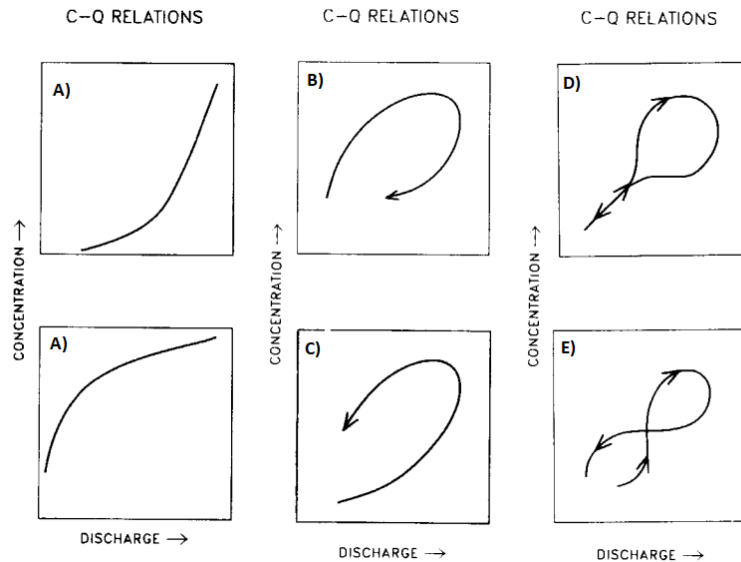 C-Q RELATIONS
C-Q RELATIONS
C-Q RELATIONS
A)
B)
D)
CONCENTRATION →
CONCENTRATION →
CONCENTRATION →
A)
C)
E)
DISCHARGE →
DISCHARGE →
DISCHARGE →